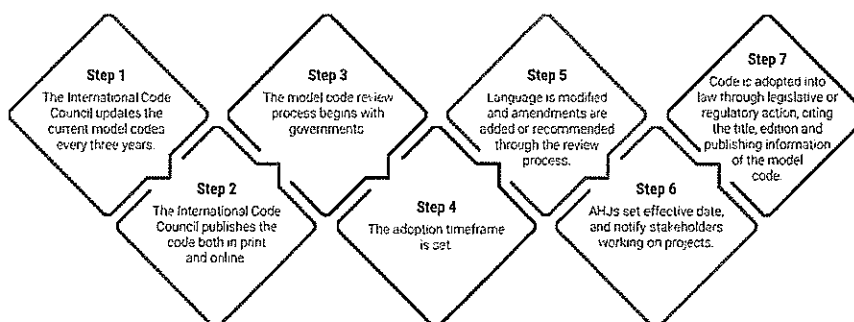 Step 1
The International Code
Council updates the
current model codes
every three years.
Step 2
The International Code
Council publishes the
code both in print
and online
Step 3
The model code review
process begins with
governments
Step 4
The adoption timeframe
is set.
Step 5
Language is modified
and amendments are
added or recommended
through the review
process.
Step 6
AHJs set effective date,
and notify stakeholders
working on projects.
Step 7
Code is adopted into
law through legislative or
regulatory action, citing
the title, edition and
publishing information
of the model
code.